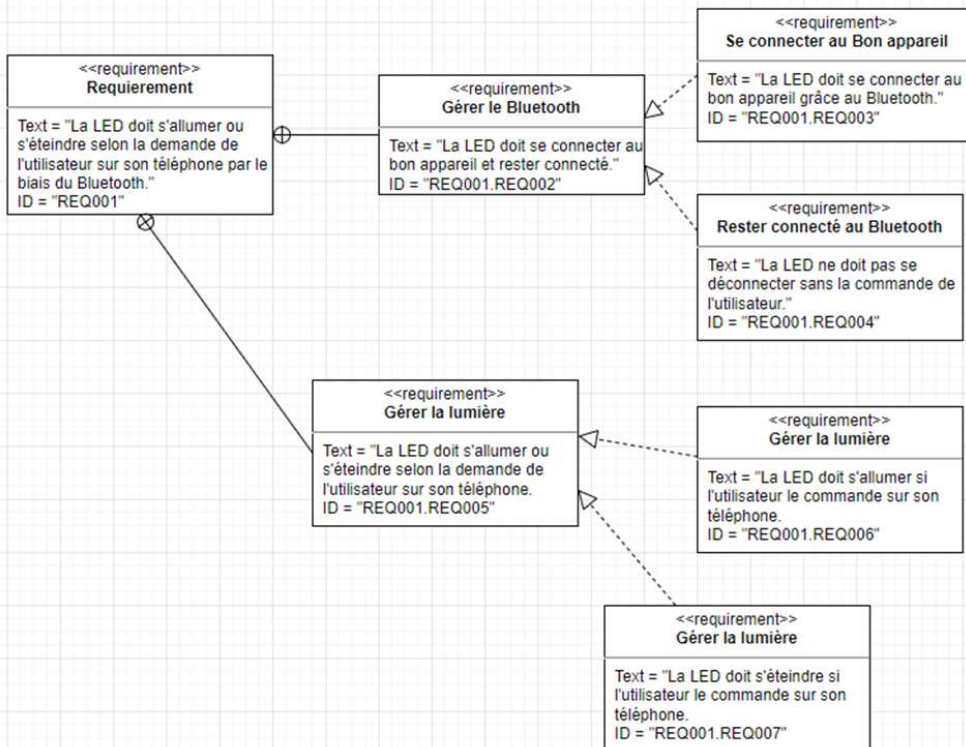 <<requirement>>
Requierement
Text = "La LED doit s'allumer ou
s'éteindre selon la demande de
l'utilisateur sur son téléphone par le
biais du Bluetooth."
ID = "REQ001"
<<requirement>>
Gérer le Bluetooth
Text = "La LED doit se connecter au
bon appareil et rester connecté."
ID = "REQ001.REQ002"
<<requirement>>
Se connecter au Bon appareil
Text = "La LED doit se connecter au
bon appareil grâce au Bluetooth."
ID = "REQ001.REQ003"
<<requirement>>
Rester connecté au Bluetooth
Text = "La LED ne doit pas se
déconnecter sans la commande de
l'utilisateur."
ID = "REQ001.REQ004"
<<requirement>>
Gérer la lumière
Text = "La LED doit s'allumer ou
s'éteindre selon la demande de
l'utilisateur sur son téléphone.
ID = "REQ001.REQ005"
<<requirement>>
Gérer la lumière
Text = "La LED doit s'allumer si
l'utilisateur le commande sur son
téléphone.
ID = "REQ001.REQ006"
<<requirement>>
Gérer la lumière
Text = "La LED doit s'éteindre si
l'utilisateur le commande sur son
téléphone.
ID = "REQ001.REQ007"